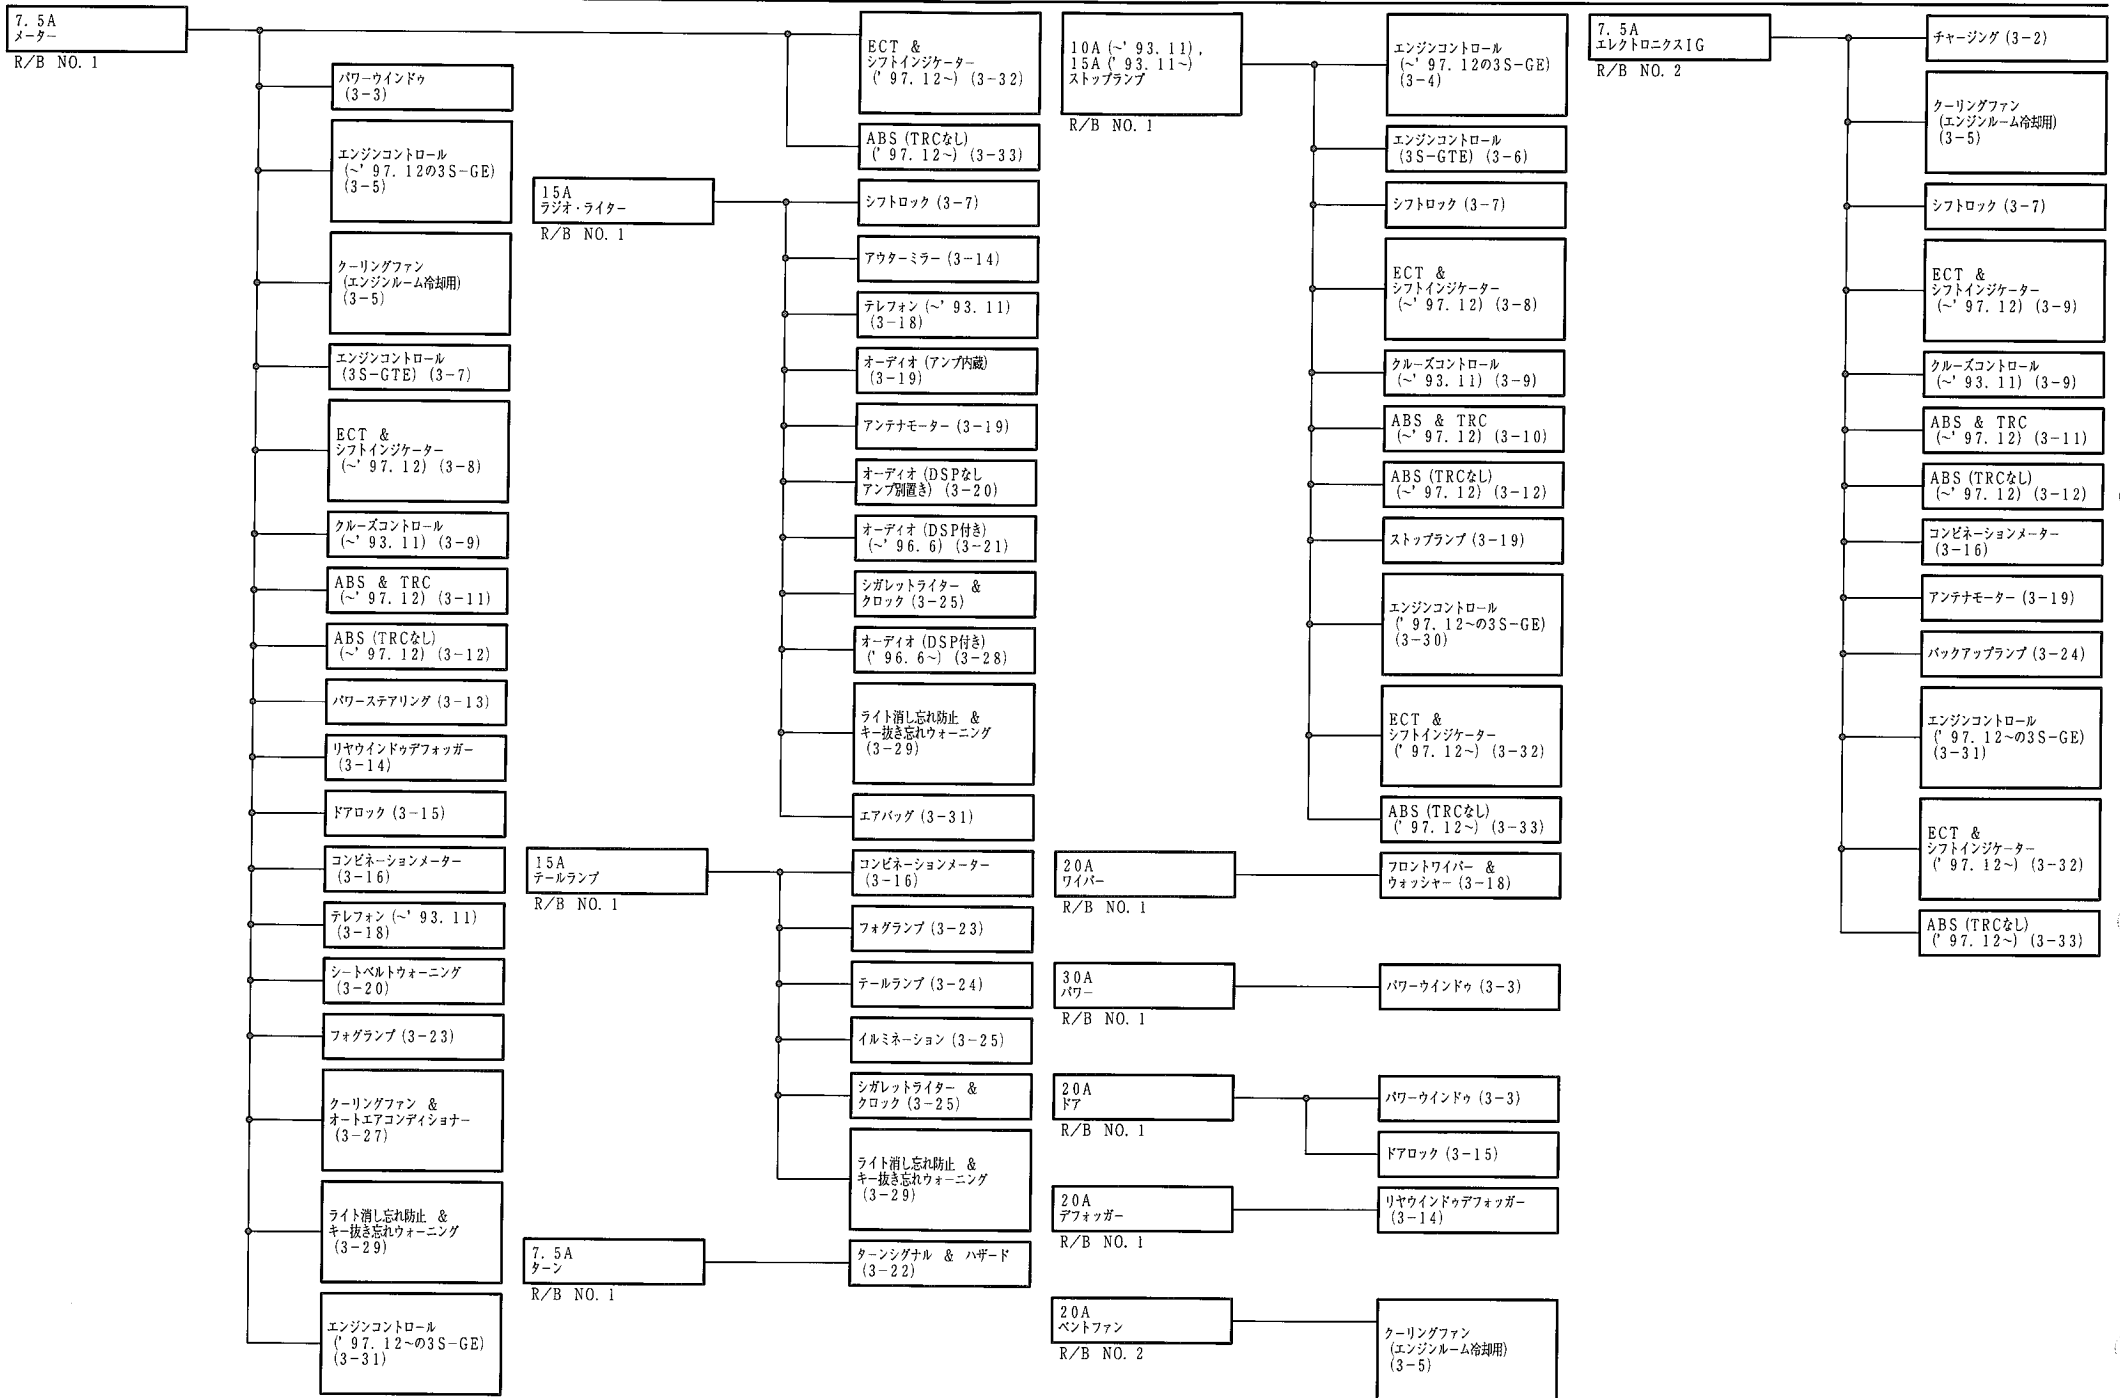 7. 5A
メーター
R/B NO. 1
パワーウインドゥ
(3-3)
エンジンコントロール
(~' 97. 12の3S-GE)
(3-5)
クーリングファン
(エンジンルーム冷却用)
(3-5)
エンジンコントロール
(3S-GTE) (3-7)
ECT &
シフトインジケーター
(~' 97. 12) (3-8)
クルーズコントロール
(~' 93. 11) (3-9)
ABS & TRC
(~' 97. 12) (3-11)
ABS (TRCなし)
(~' 97. 12) (3-12)
パワーステアリング (3-13)
リヤウインドゥデフォッガー
(3-14)
ドアロック (3-15)
コンビネーションメーター
(3-16)
テレフォン (~' 93. 11)
(3-18)
シートベルトウォーニング
(3-20)
フォグランプ (3-23)
クーリングファン &
オートエアコンディショナー
(3-27)
ライト消し忘れ防止 &
キー抜き忘れウォーニング
(3-29)
エンジンコントロール
(' 97. 12~の3S-GE)
(3-31)
ECT &
シフトインジケーター
(' 97. 12~) (3-32)
ABS (TRCなし)
(' 97. 12~) (3-33)
15A
ラジオ・ライター
R/B NO. 1
シフトロック (3-7)
アウターミラー (3-14)
テレフォン (~' 93. 11)
(3-18)
オーディオ (アンプ内蔵)
(3-19)
アンテナモーター (3-19)
オーディオ (DSPなし
アンプ別置き) (3-20)
オーディオ (DSP付き)
(~' 96. 6) (3-21)
シガレットライター &
クロック (3-25)
オーディオ (DSP付き)
(' 96. 6~) (3-28)
ライト消し忘れ防止 &
キー抜き忘れウォーニング
(3-29)
エアバッグ (3-31)
15A
テールランプ
R/B NO. 1
コンビネーションメーター
(3-16)
フォグランプ (3-23)
テールランプ (3-24)
イルミネーション (3-25)
シガレットライター &
クロック (3-25)
ライト消し忘れ防止 &
キー抜き忘れウォーニング
(3-29)
7. 5A
ターン
R/B NO. 1
ターンシグナル & ハザード
(3-22)
10A (~' 93. 11) ,
15A (' 93. 11~)
ストップランプ
R/B NO. 1
エンジンコントロール
(~' 97. 12の3S-GE)
(3-4)
エンジンコントロール
(3S-GTE) (3-6)
シフトロック (3-7)
ECT &
シフトインジケーター
(~' 97. 12) (3-8)
クルーズコントロール
(~' 93. 11) (3-9)
ABS & TRC
(~' 97. 12) (3-10)
ABS (TRCなし)
(~' 97. 12) (3-12)
ストップランプ (3-19)
エンジンコントロール
(' 97. 12~の3S-GE)
(3-30)
ECT &
シフトインジケーター
(' 97. 12~) (3-32)
ABS (TRCなし)
(' 97. 12~) (3-33)
20A
ワイパー
R/B NO. 1
フロントワイパー &
ウォッシャー (3-18)
30A
パワー
R/B NO. 1
パワーウインドゥ (3-3)
20A
ドア
R/B NO. 1
パワーウインドゥ (3-3)
ドアロック (3-15)
20A
デフォッガー
R/B NO. 1
リヤウインドゥデフォッガー
(3-14)
20A
ベントファン
R/B NO. 2
クーリングファン
(エンジンルーム冷却用)
(3-5)
7. 5A
エレクトロニクスIG
R/B NO. 2
チャージング (3-2)
クーリングファン
(エンジンルーム冷却用)
(3-5)
シフトロック (3-7)
ECT &
シフトインジケーター
(~' 97. 12) (3-9)
クルーズコントロール
(~' 93. 11) (3-9)
ABS & TRC
(~' 97. 12) (3-11)
ABS (TRCなし)
(~' 97. 12) (3-12)
コンビネーションメーター
(3-16)
アンテナモーター (3-19)
バックアップランプ (3-24)
エンジンコントロール
(' 97. 12~の3S-GE)
(3-31)
ECT &
シフトインジケーター
(' 97. 12~) (3-32)
ABS (TRCなし)
(' 97. 12~) (3-33)